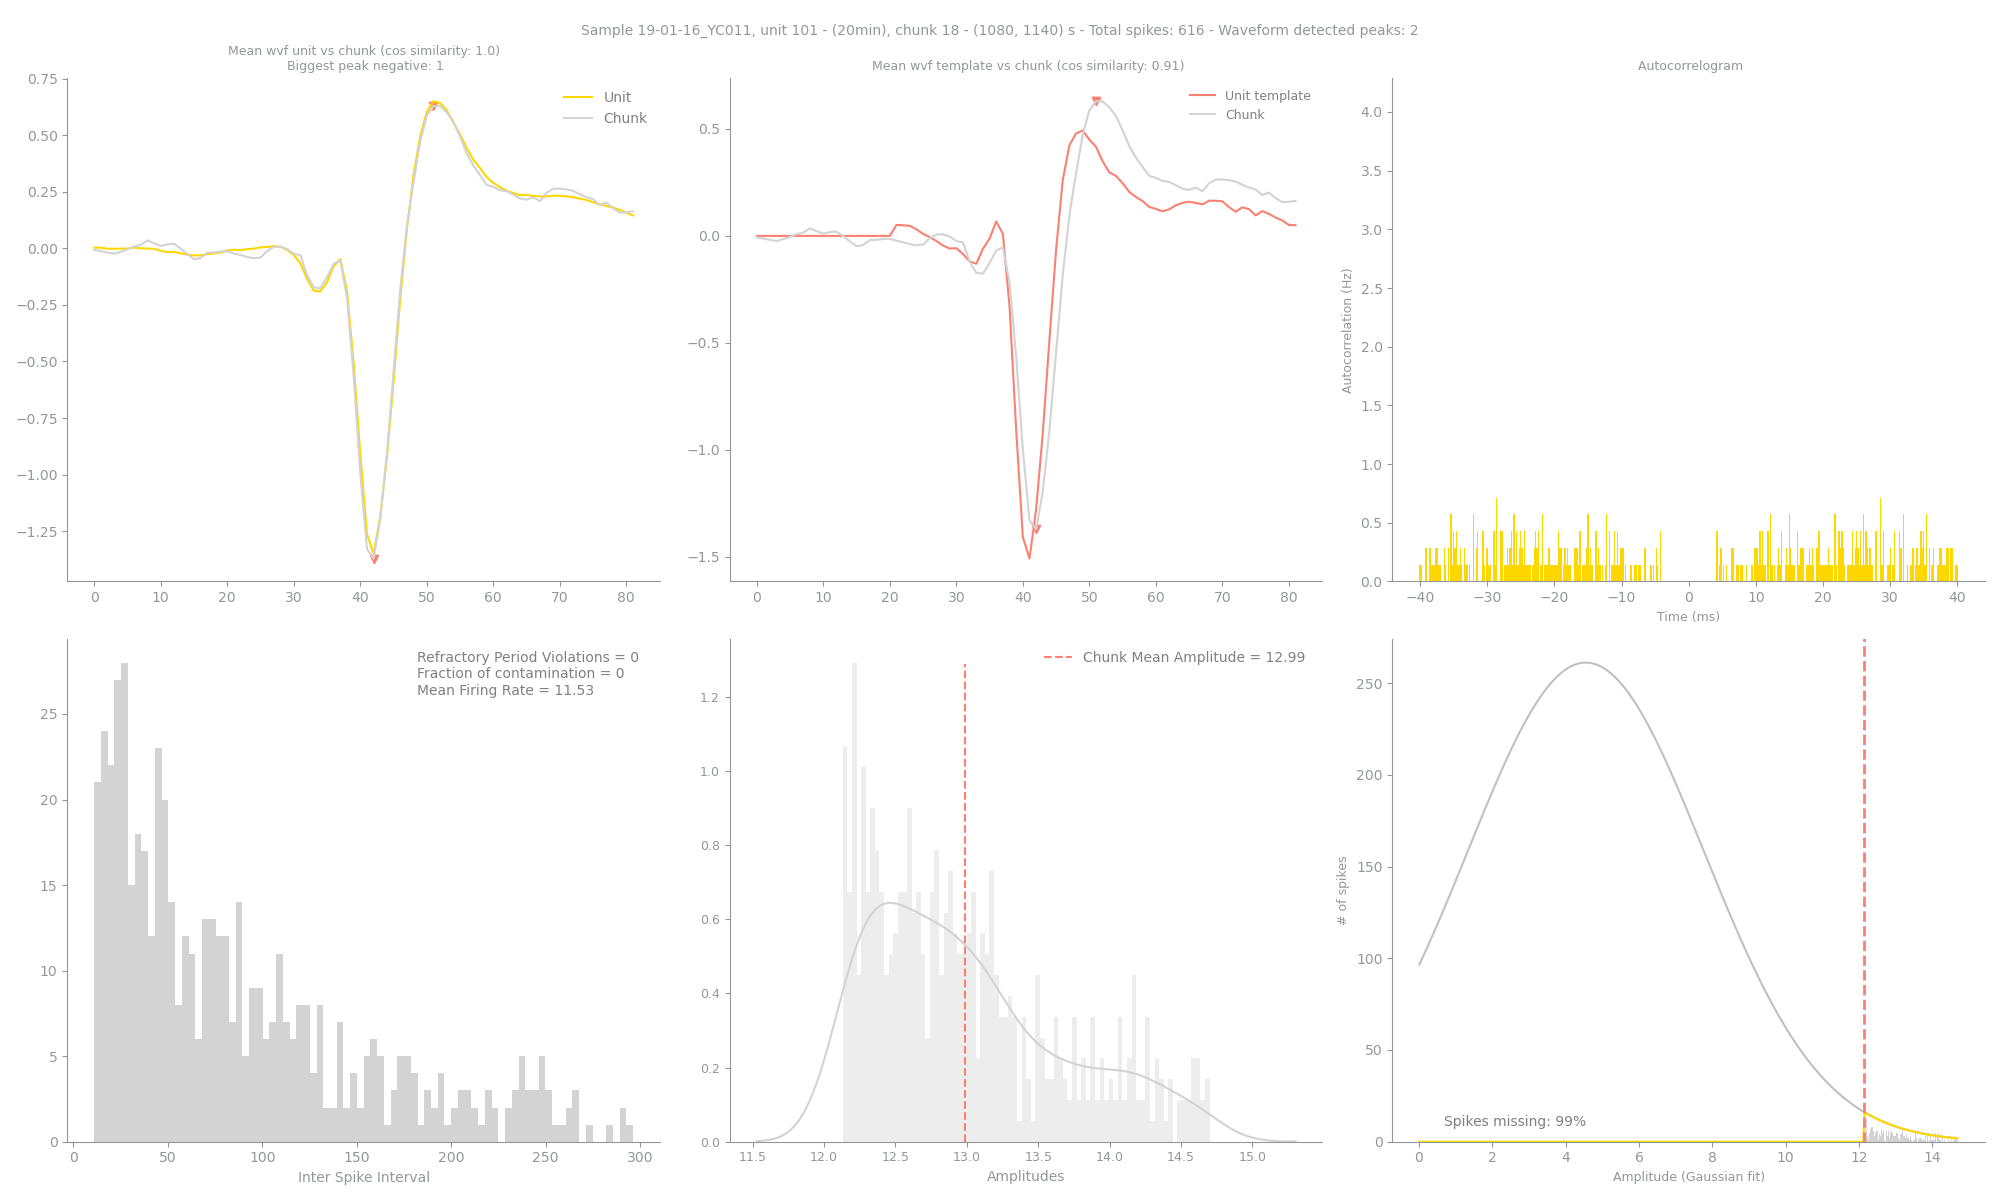 Sample 19-01-16_YC011, unit 101 - (20min), chunk 18 - (1080, 1140) s - Total spikes: 616 - Waveform detected peaks: 2
Mean wvf unit vs chunk (cos similarity: 1.0)
Biggest peak negative: 1
0.75
0.50
0.25
0.00
−0.25
−0.50
−0.75
−1.00
−1.25
0 10 20 30 40 50 60 70 80
Unit
Chunk
Mean wvf template vs chunk (cos similarity: 0.91)
0.5
0.0
−0.5
−1.0
−1.5
0 10 20 30 40 50 60 70 80
Unit template
Chunk
Autocorrelogram
Autocorrelation (Hz)
4.0
3.5
3.0
2.5
2.0
1.5
1.0
0.5
0.0
−40 −30 −20 −10 0 10 20 30 40
Time (ms)
Refractory Period Violations = 0
Fraction of contamination = 0
Mean Firing Rate = 11.53
25
20
15
10
5
0
0 50 100 150 200 250 300
Inter Spike Interval
Chunk Mean Amplitude = 12.99
1.2
1.0
0.8
0.6
0.4
0.2
0.0
11.5 12.0 12.5 13.0 13.5 14.0 14.5 15.0
Amplitudes
# of spikes
250
200
150
100
50
0
Spikes missing: 99%
0 2 4 6 8 10 12 14
Amplitude (Gaussian fit)